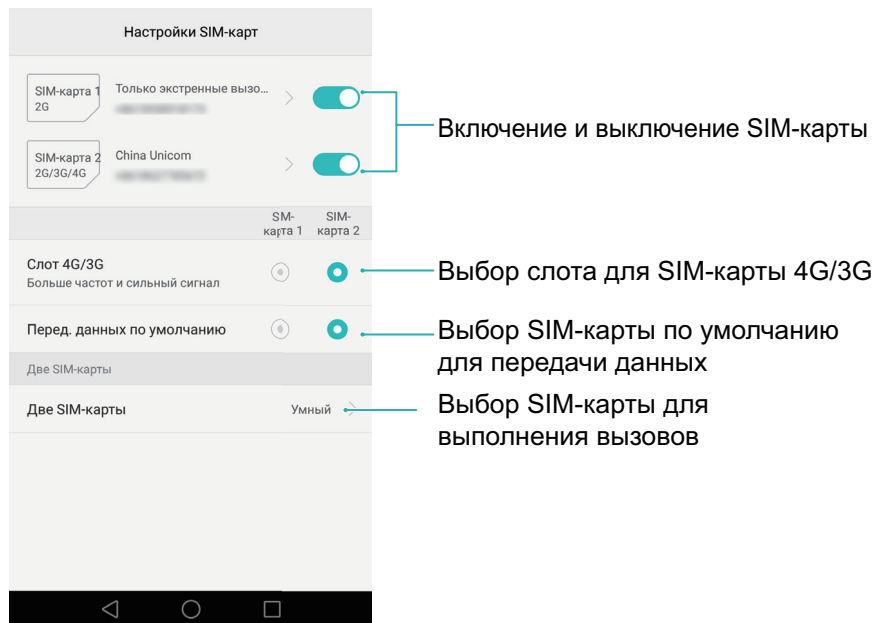 Настройки SIM-карт
SIM-карта 1
2G
Только экстренные вызо...
SIM-карта 2
2G/3G/4G
China Unicom
Включение и выключение SIM-карты
SM-
карта 1
SIM-
карта 2
Слот 4G/3G
Больше частот и сильный сигнал
Выбор слота для SIM-карты 4G/3G
Перед. данных по умолчанию
Выбор SIM-карты по умолчанию
для передачи данных
Две SIM-карты
Две SIM-карты
Умный
Выбор SIM-карты для
выполнения вызовов